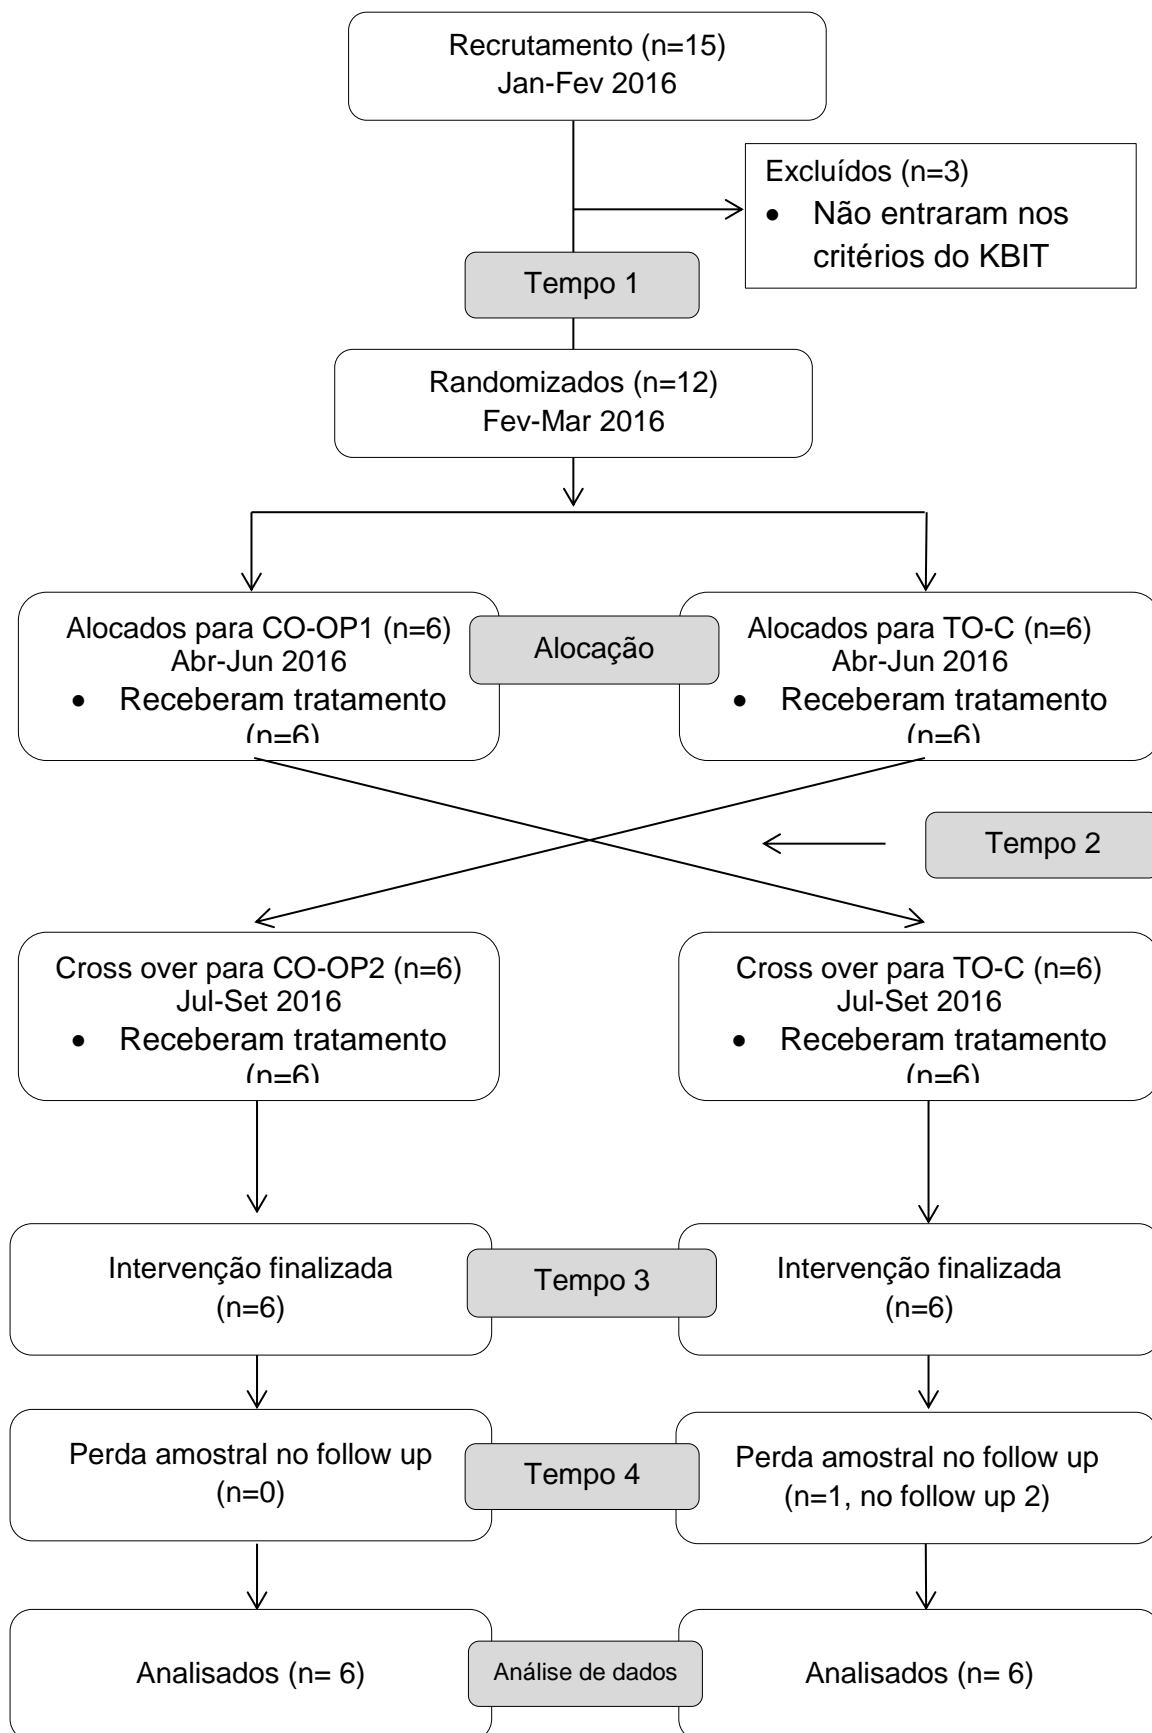 Recrutamento (n=15)
Jan-Fev 2016
Excluídos (n=3)
• Não entraram nos
critérios do KBIT
Tempo 1
Randomizados (n=12)
Fev-Mar 2016
Alocados para CO-OP1 (n=6)
Abr-Jun 2016
• Receberam tratamento
(n=6)
Alocação
Alocados para TO-C (n=6)
Abr-Jun 2016
• Receberam tratamento
(n=6)
Tempo 2
Cross over para CO-OP2 (n=6)
Jul-Set 2016
• Receberam tratamento
(n=6)
Cross over para TO-C (n=6)
Jul-Set 2016
• Receberam tratamento
(n=6)
Intervenção finalizada
(n=6)
Tempo 3
Intervenção finalizada
(n=6)
Perda amostral no follow up
(n=0)
Tempo 4
Perda amostral no follow up
(n=1, no follow up 2)
Analisados (n= 6)
Análise de dados
Analisados (n= 6)